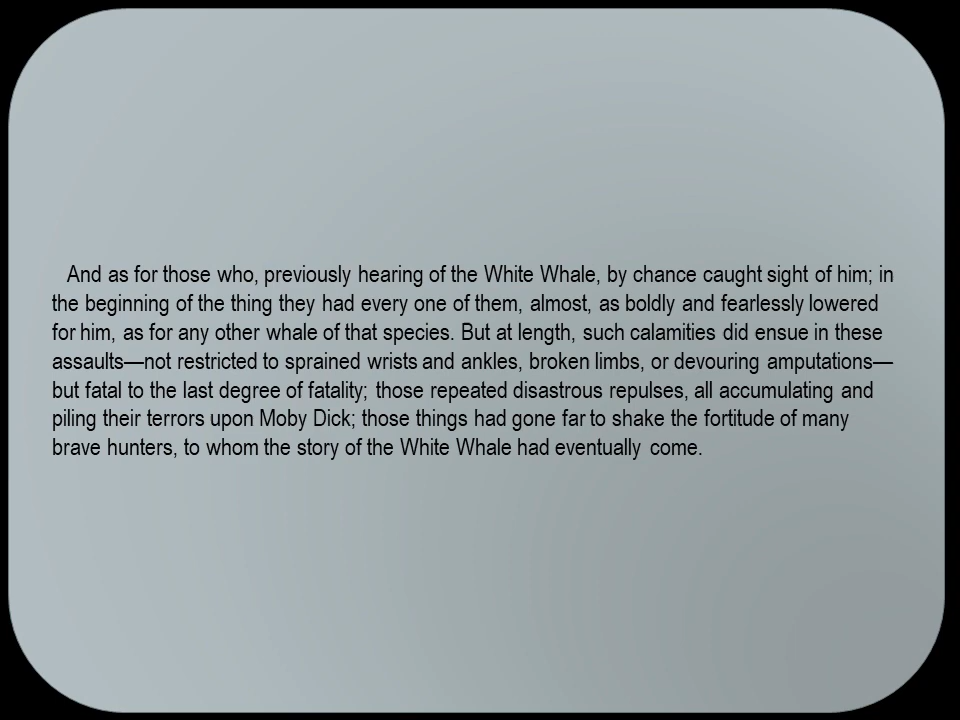 And as for those who, previously hearing of the White Whale, by chance caught sight of him; in
the beginning of the thing they had every one of them, almost, as boldly and fearlessly lowered
for him, as for any other whale of that species. But at length, such calamities did ensue in these
assaults—not restricted to sprained wrists and ankles, broken limbs, or devouring amputations—
but fatal to the last degree of fatality; those repeated disastrous repulses, all accumulating and
piling their terrors upon Moby Dick; those things had gone far to shake the fortitude of many
brave hunters, to whom the story of the White Whale had eventually come.